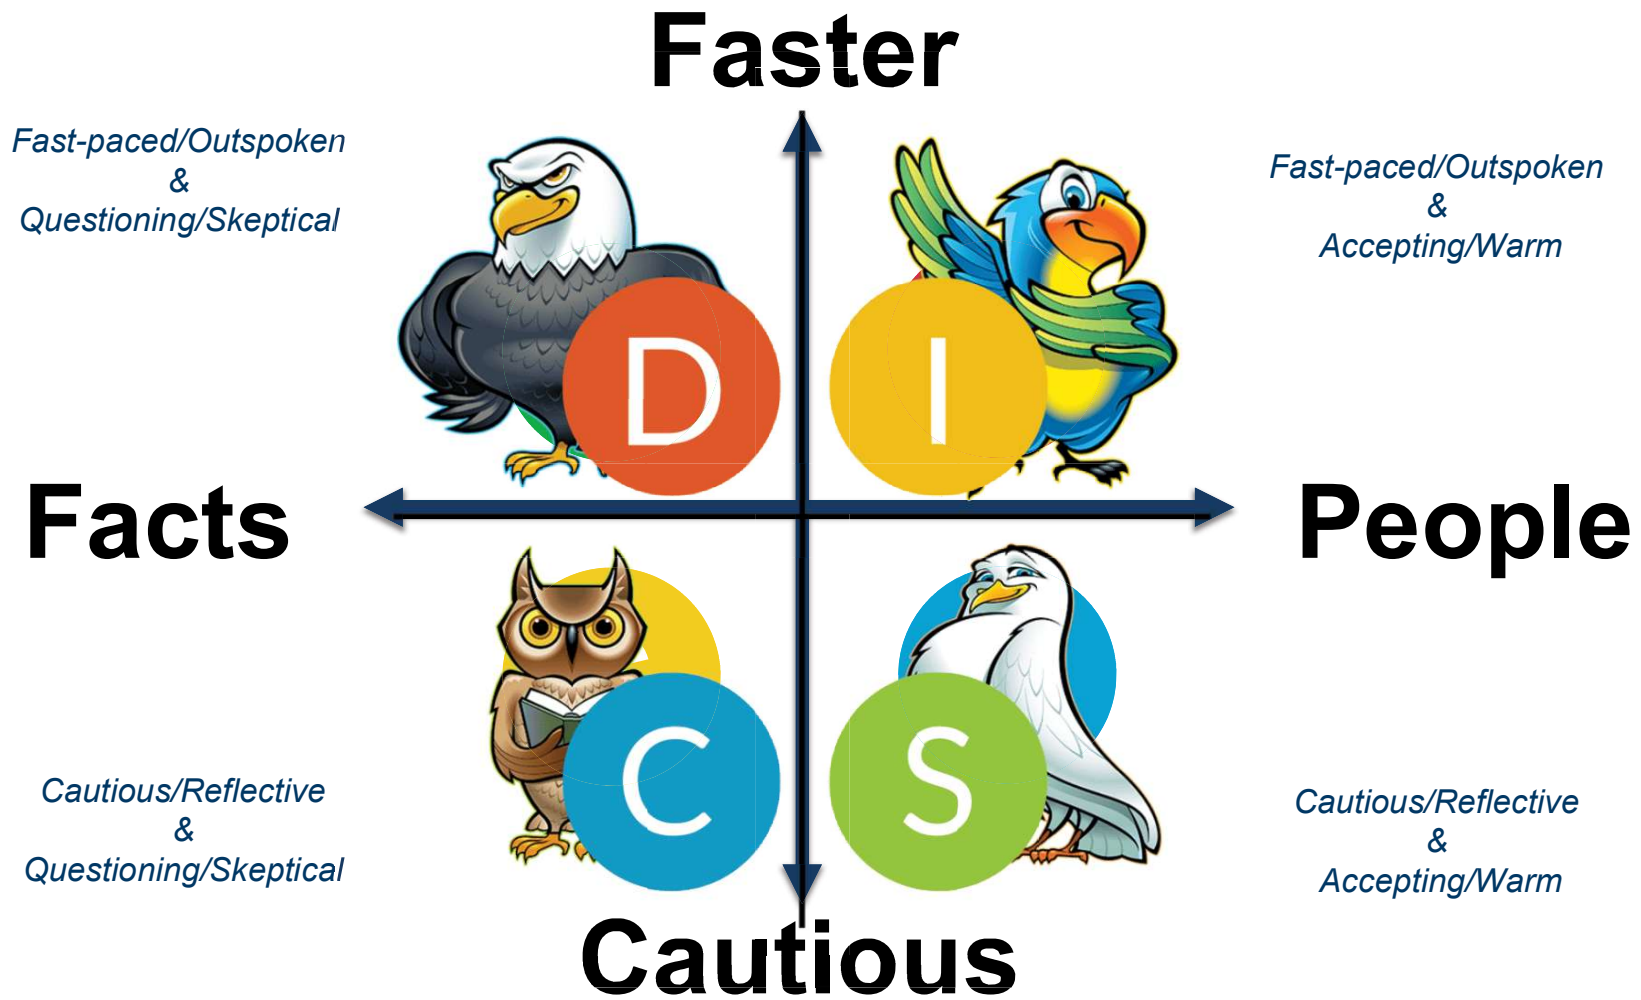 Faster
Fast-paced/Outspoken
&
Questioning/Skeptical
Fast-paced/Outspoken
&
Accepting/Warm
D
I
Facts
People
C
S
Cautious/Reflective
&
Questioning/Skeptical
Cautious/Reflective
&
Accepting/Warm
Cautious